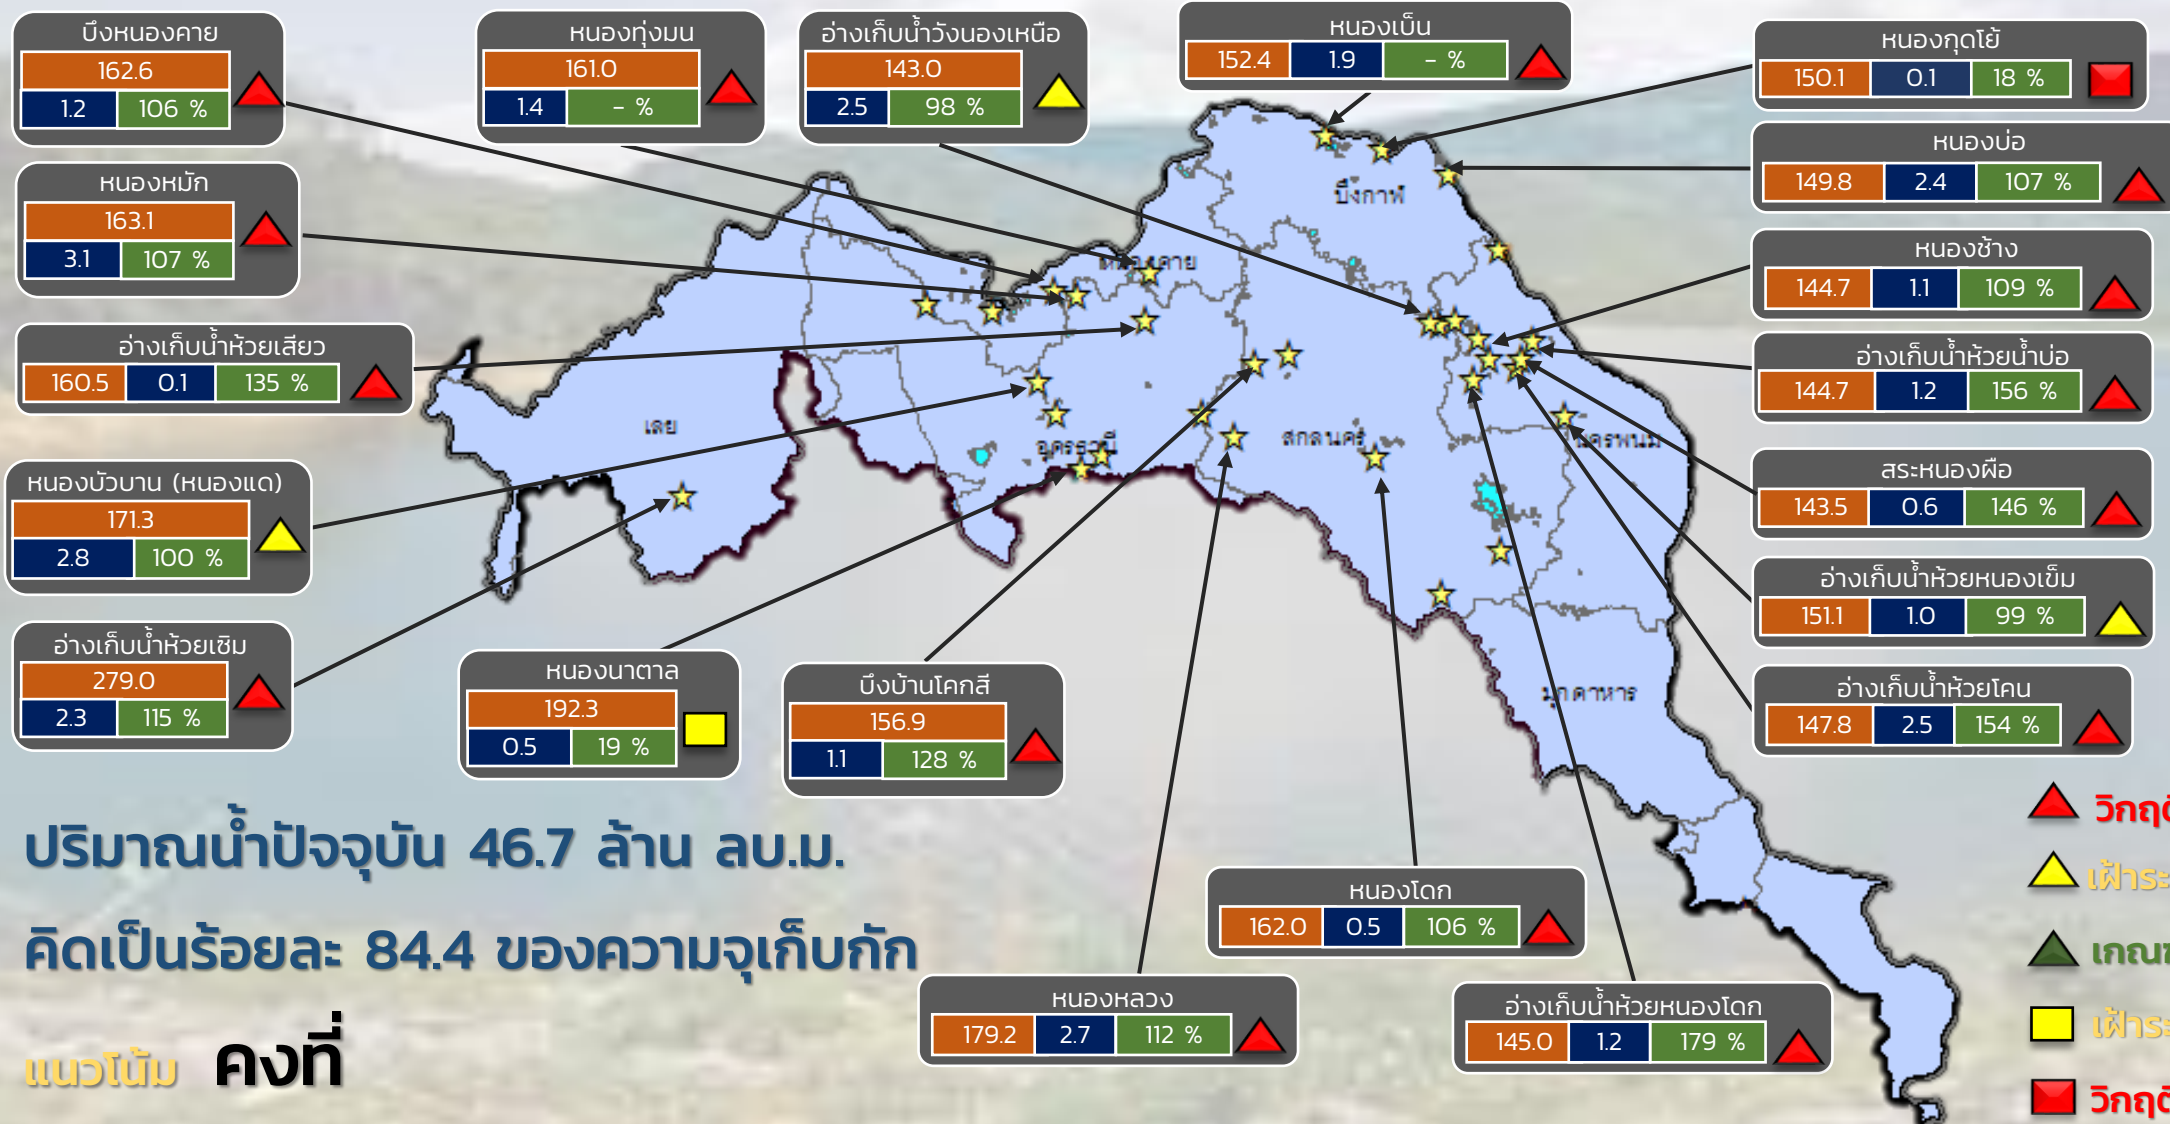 บึงหนองคาย
162.6
1.2 106 %
หนองทุ่งมน
161.0
1.4 - %
อ่างเก็บน้ำวังนองเหนือ
143.0
2.5 98 %
หนองเบ็น
152.4 1.9 - %
หนองกุดโย้
150.1 0.1 18 %
หนองหมัก
163.1
3.1 107 %
หนองบ่อ
149.8 2.4 107 %
หนองช้าง
144.7 1.1 109 %
อ่างเก็บน้ำห้วยเสียว
160.5 0.1 135 %
อ่างเก็บน้ำห้วยน้ำบ่อ
144.7 1.2 156 %
หนองบัวบาน (หนองแด)
171.3
2.8 100 %
สระหนองผือ
143.5 0.6 146 %
อ่างเก็บน้ำห้วยหนองเข็ม
151.1 1.0 99 %
อ่างเก็บน้ำห้วยเซิม
279.0
2.3 115 %
หนองนาตาล
192.3
0.5 19 %
บึงบ้านโคกสี
156.9
1.1 128 %
อ่างเก็บน้ำห้วยโคน
147.8 2.5 154 %
หนองโดก
162.0 0.5 106 %
หนองหลวง
179.2 2.7 112 %
อ่างเก็บน้ำห้วยหนองโดก
145.0 1.2 179 %
บึงกาฬ
เลย
อุดรธานี
สกลนคร
นครพนม
มุกดาหาร
ปริมาณน้ำปัจจุบัน 46.7 ล้าน ลบ.ม.
คิดเป็นร้อยละ 84.4 ของความจุเก็บกัก
แนวโน้ม คงที่